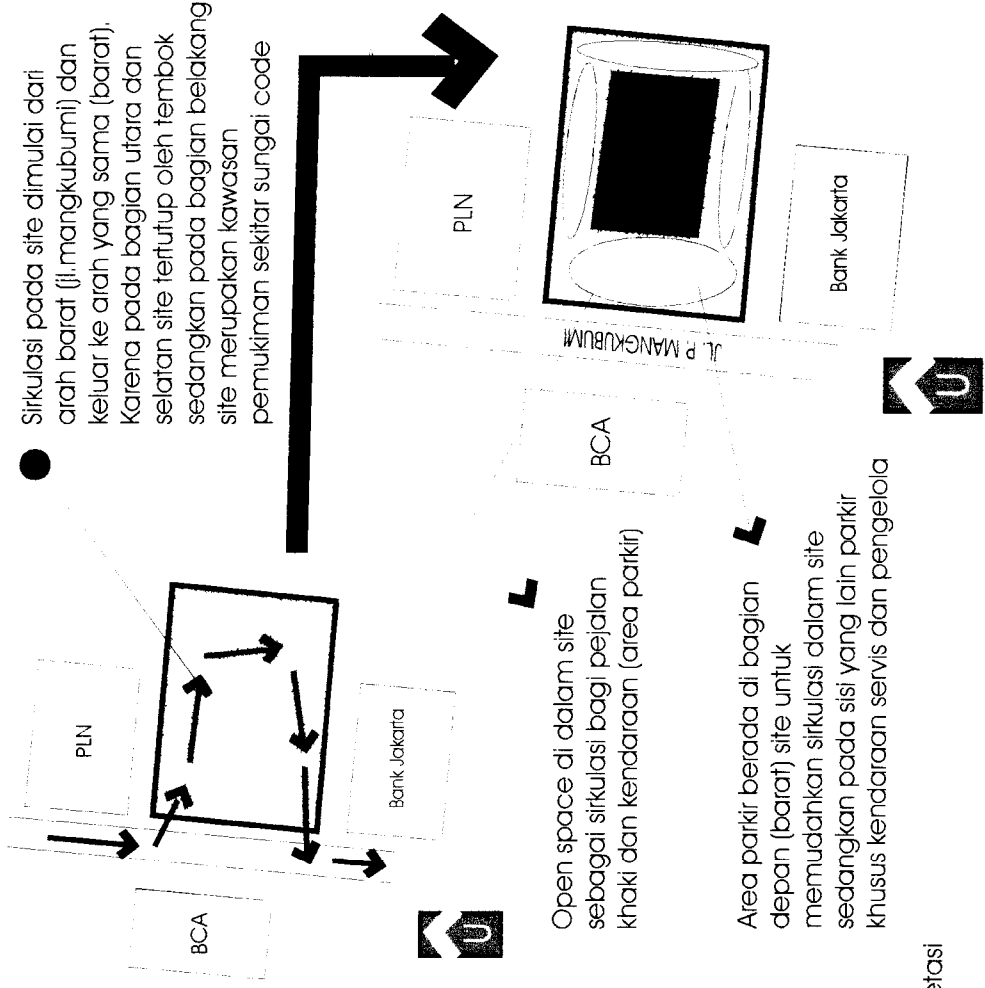 Sirkulasi pada site dimulai dari
arah barat (jl.mangkubumi) dan
keluar ke arah yang sama (barat).
Karena pada bagian utara dan
selatan site tertutup oleh tembok
sedangkan pada bagian belakang
site merupakan kawasan
pemukiman sekitar sungai code
PLN
BCA
Bank Jakarta
U
PLN
BCA
JL. P. MANGKUBUMI
Bank Jakarta
U
Open space di dalam site
sebagai sirkulasi bagi pejalan
khaki dan kendaraan (area parkir)
Area parkir berada di bagian
depan (barat) site untuk
memudahkan sirkulasi dalam site
sedangkan pada sisi yang lain parkir
khusus kendaraan servis dan pengelola
etasi